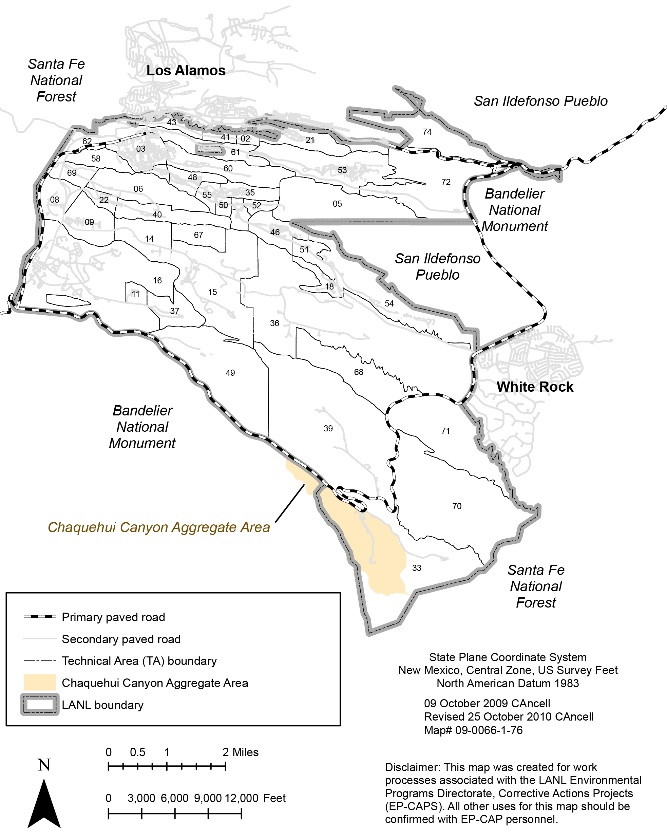 Santa Fe
National
Forest
Los Alamos
San Ildefonso Pueblo
74
43
62
03
41
02
21
61
58
60
53
72
69
48
06
55
35
08
22
50
52
05
Bandelier
National
Monument
09
40
46
14
67
51
San Ildefonso
Pueblo
16
11
15
18
54
37
36
49
68
White Rock
Bandelier
National
Monument
39
71
70
Chaquehui Canyon Aggregate Area
33
Santa Fe
National
Forest
Primary paved road
Secondary paved road
Technical Area (TA) boundary
Chaquehui Canyon Aggregate Area
LANL boundary
State Plane Coordinate System
New Mexico, Central Zone, US Survey Feet
North American Datum 1983
09 October 2009 CAncell
Revised 25 October 2010 CAncell
Map# 09-0066-1-76
N
0 0.5 1 2 Miles
0 3,000 6,000 9,000 12,000 Feet
Disclaimer: This map was created for work
processes associated with the LANL Environmental
Programs Directorate, Corrective Actions Projects
(EP-CAPS). All other uses for this map should be
confirmed with EP-CAP personnel.